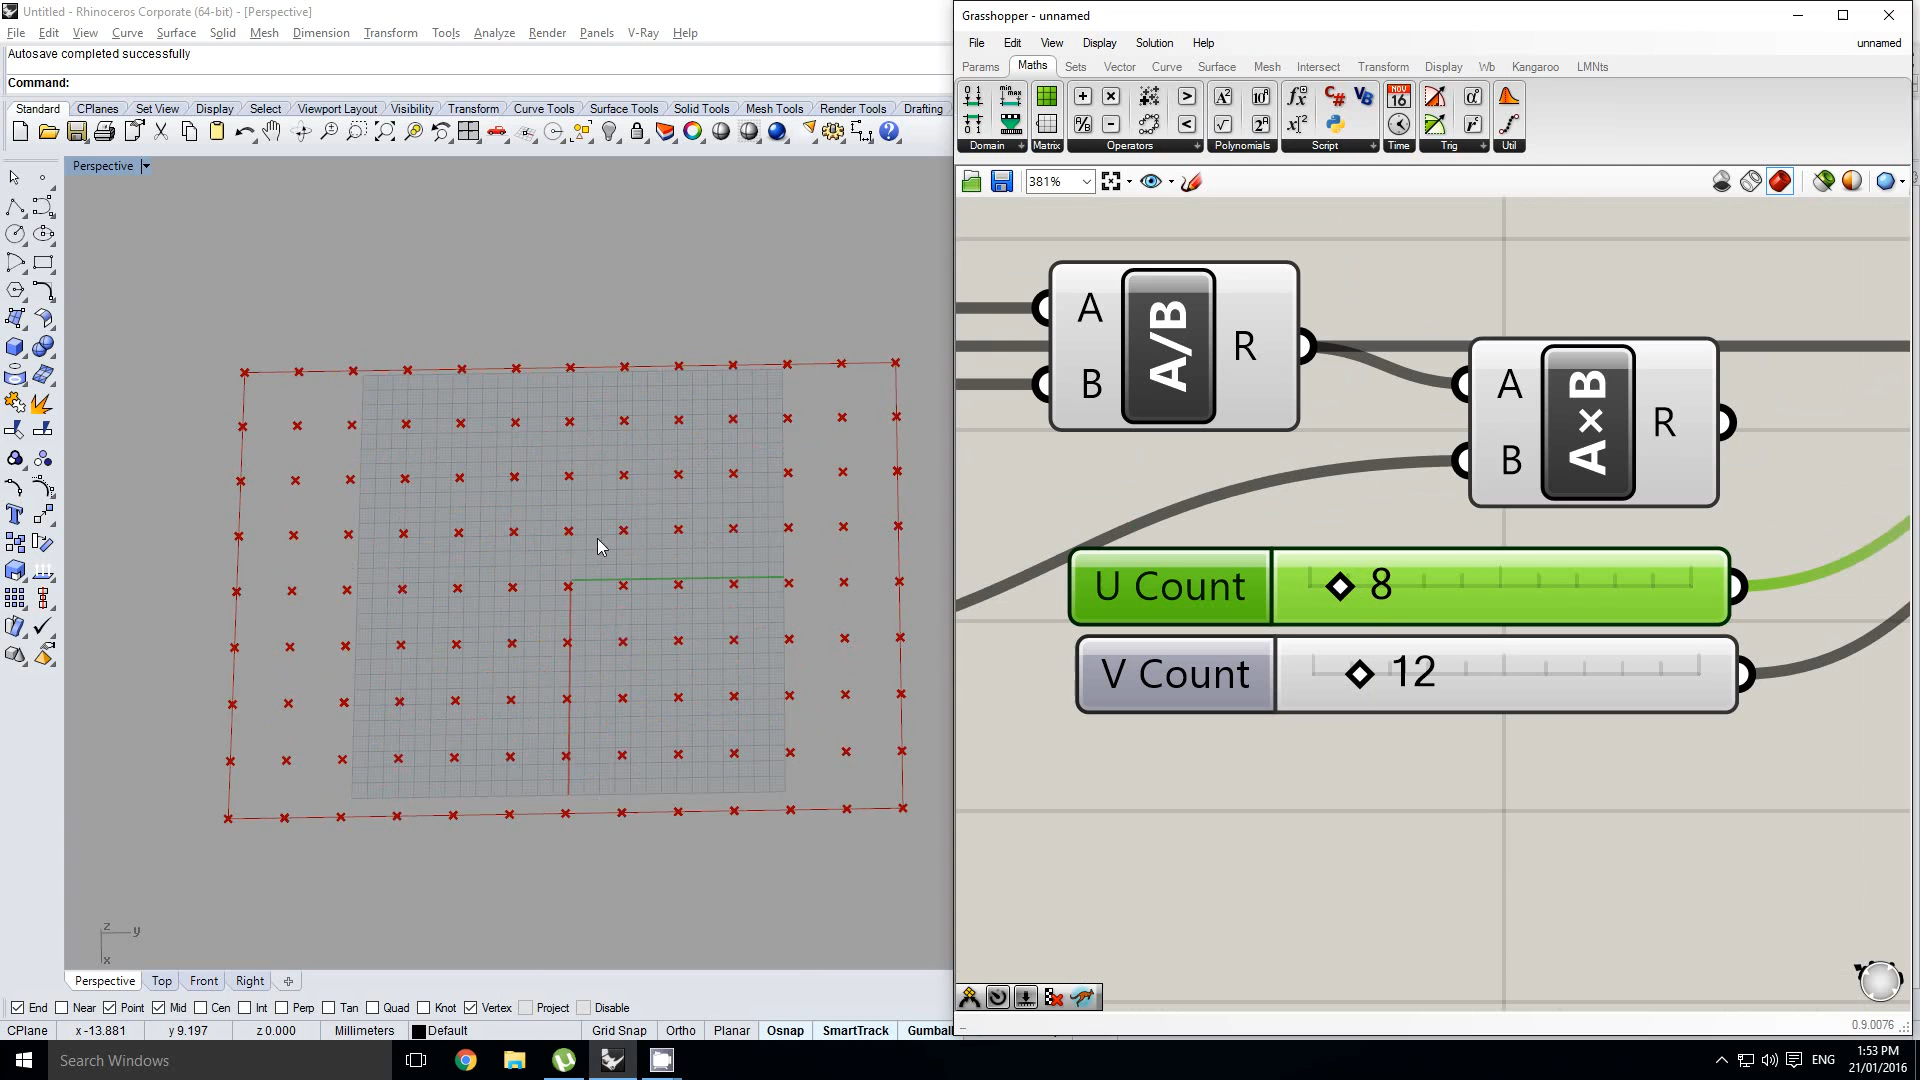 Untitled - Rhinoceros Corporate (64-bit) - [Perspective]
File Edit View Curve Surface Solid Mesh Dimension Transform Tools Analyze Render Panels V-Ray Help
Autosave completed successfully
Command:
Standard CPlanes Set View Display Select Viewport Layout Visibility Transform Curve Tools Surface Tools Solid Tools Mesh Tools Render Tools Drafting
Perspective
z
y
x
Perspective Top Front Right
End Near Point Mid Cen Int Perp Tan Quad Knot Vertex Project Disable
CPlane x -13.881 y 9.197 z 0.000 Millimeters Default Grid Snap Ortho Planar Osnap SmartTrack Gumball
Grasshopper - unnamed
File Edit View Display Solution Help unnamed
Params Maths Sets Vector Curve Surface Mesh Intersect Transform Display Wb Kangaroo LMNts
Domain Matrix Operators Polynomials Script Time Trig Util
381%
A
B
A/B
R
A
B
A×B
R
U Count 8
V Count 12
0.9.0076
Search Windows
ENG
1:53 PM
21/01/2016